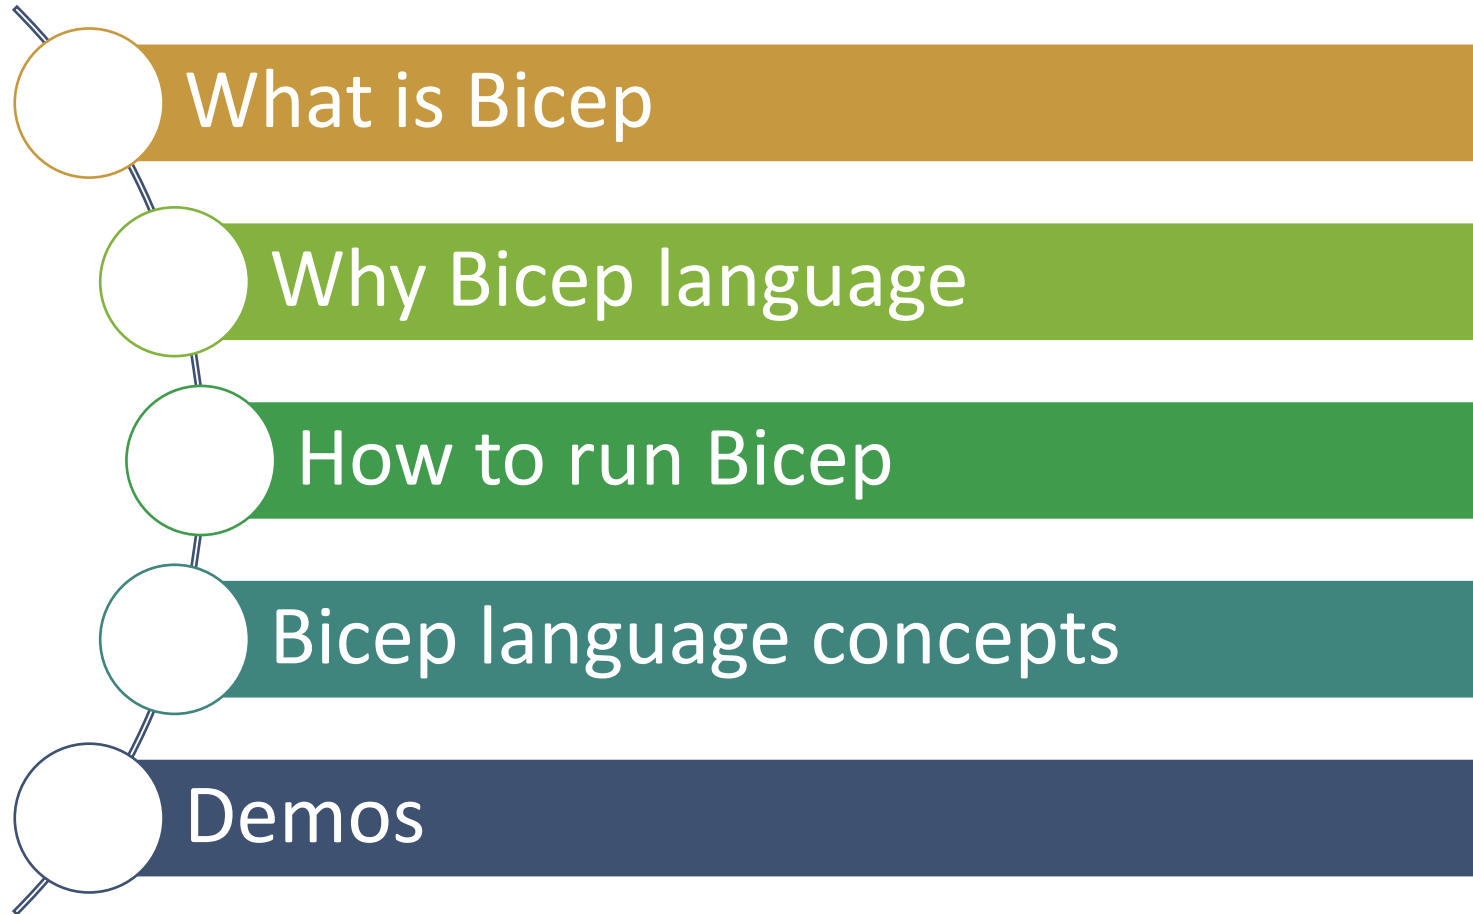 What is Bicep
Why Bicep language
How to run Bicep
Bicep language concepts
Demos